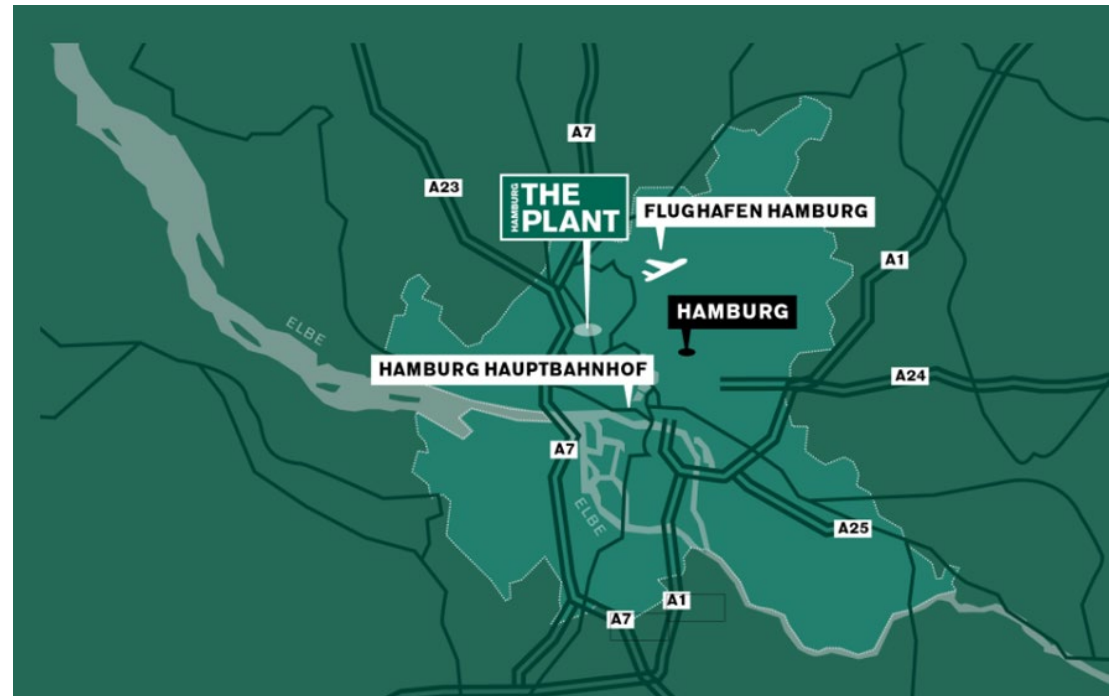 A7
A23
HAMBURG
THE
PLANT
FLUGHAFEN HAMBURG
A1
HAMBURG
ELBE
HAMBURG HAUPTBAHNHOF
A24
A7
ELBE
A25
A1
A7